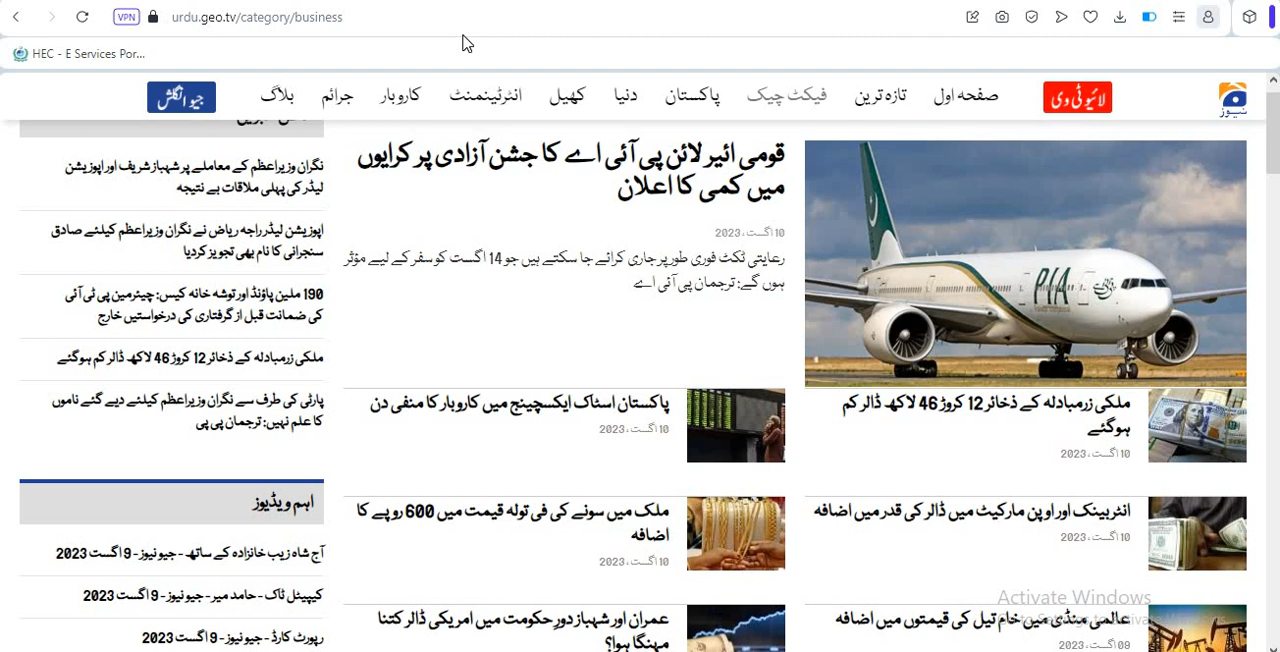 VPN
urdu.geo.tv/category/business
HEC - E Services Por...
جیو نیوز
لائیو ٹی وی
صفحہ اول
تازہ ترین
فیکٹ چیک
پاکستان
دنیا
کھیل
انٹرٹینمنٹ
کاروبار
جرائم
بلاگ
جیو انگلش
PIA
قومی ائیر لائن پی آئی اے کا جشن آزادی پر کرایوں
میں کمی کا اعلان
10 اگست ، 2023
رعایتی ٹکٹ فوری طور پر جاری کرائے جا سکتے ہیں جو 14 اگست کو سفر کے لیے مؤثر
ہوں گے: ترجمان پی آئی اے
ملکی زرمبادلہ کے ذخائر 12 کروڑ 46 لاکھ ڈالر کم
ہوگئے
10 اگست ، 2023
پاکستان اسٹاک ایکسچینج میں کاروبار کا منفی دن
10 اگست ، 2023
انٹربینک اور اوپن مارکیٹ میں ڈالر کی قدر میں اضافہ
10 اگست ، 2023
ملک میں سونے کی فی تولہ قیمت میں 600 روپے کا
اضافہ
10 اگست ، 2023
عالمی منڈی میں خام تیل کی قیمتوں میں اضافہ
09 اگست ، 2023
عمران اور شہباز دورِ حکومت میں امریکی ڈالر کتنا
مہنگا ہوا؟
نگران وزیراعظم کے معاملے پر شہباز شریف اور اپوزیشن
لیڈر کی پہلی ملاقات بے نتیجہ
اپوزیشن لیڈر راجہ ریاض نے نگران وزیراعظم کیلئے صادق
سنجرانی کا نام بھی تجویز کردیا
190 ملین پاؤنڈ اور توشہ خانہ کیس: چیئرمین پی ٹی آئی
کی ضمانت قبل از گرفتاری کی درخواستیں خارج
ملکی زرمبادلہ کے ذخائر 12 کروڑ 46 لاکھ ڈالر کم ہوگئے
پارٹی کی طرف سے نگران وزیراعظم کیلئے دیے گئے ناموں
کا علم نہیں: ترجمان پی پی
اہم ویڈیوز
آج شاہ زیب خانزادہ کے ساتھ - جیو نیوز - 9 اگست 2023
کیپیٹل ٹاک - حامد میر - جیو نیوز - 9 اگست 2023
رپورٹ کارڈ - جیو نیوز - 9 اگست 2023
Activate Windows
Go to Settings to activa